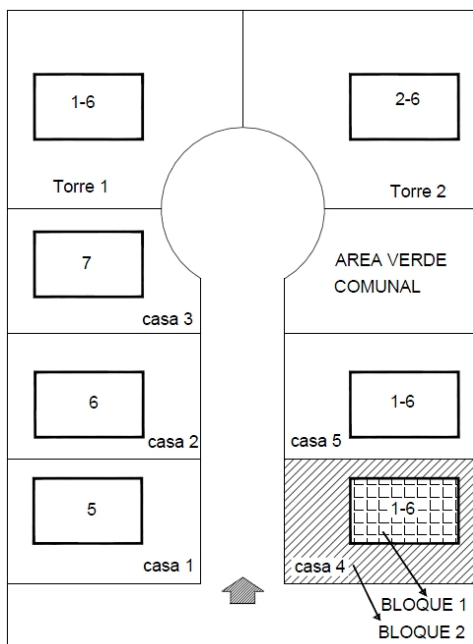 1-6
2-6
Torre 1
Torre 2
7
AREA VERDE
COMUNAL
casa 3
6
1-6
casa 2
casa 5
5
1-6
casa 1
casa 4
BLOQUE 1
BLOQUE 2